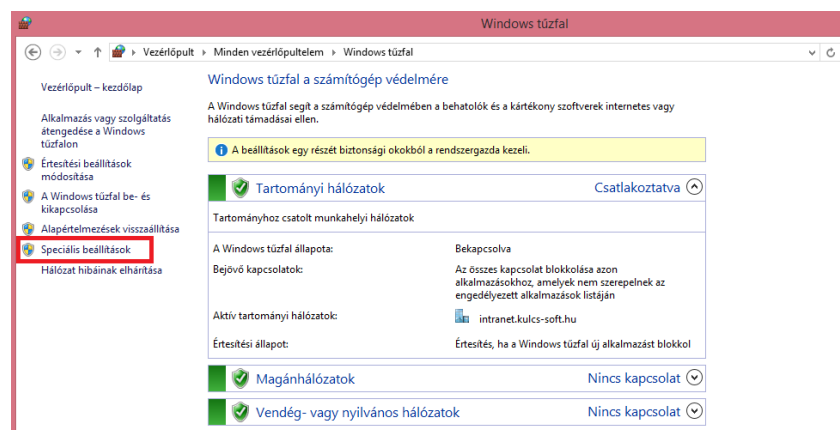 Windows tűzfal
Vezérlőpult
Minden vezérlőpultelem
Windows tűzfal
Vezérlőpult – kezdőlap
Alkalmazás vagy szolgáltatás
átengedése a Windows
tűzfalon
Értesítési beállítások
módosítása
A Windows tűzfal be- és
kikapcsolása
Alapértelmezések visszaállítása
Speciális beállítások
Hálózat hibáinak elhárítása
Windows tűzfal a számítógép védelmére
A Windows tűzfal segít a számítógép védelmében a behatolók és a kártékony szoftverek internetes vagy
hálózati támadásai ellen.
A beállítások egy részét biztonsági okokból a rendszergazda kezeli.
Tartományi hálózatok Csatlakoztatva
Tartományhoz csatolt munkahelyi hálózatok
A Windows tűzfal állapota: Bekapcsolva
Bejövő kapcsolatok: Az összes kapcsolat blokkolása azon
alkalmazásokhoz, amelyek nem szerepelnek az
engedélyezett alkalmazások listáján
Aktív tartományi hálózatok: intranet.kulcs-soft.hu
Értesítési állapot: Értesítés, ha a Windows tűzfal új alkalmazást blokkol
Magánhálózatok Nincs kapcsolat
Vendég- vagy nyilvános hálózatok Nincs kapcsolat